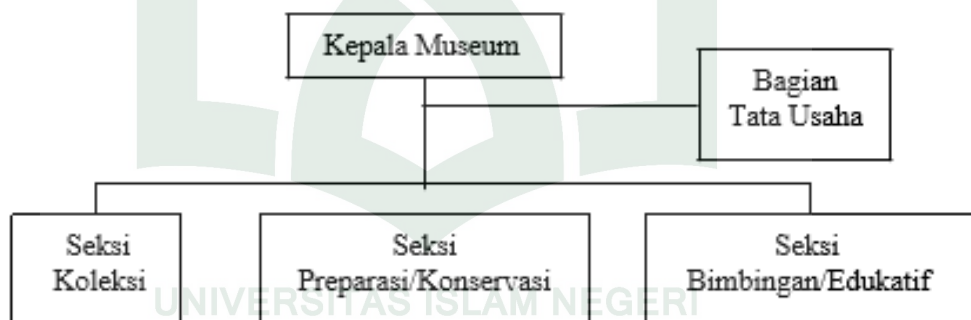 Kepala Museum
Bagian
Tata Usaha
Seksi
Koleksi
Seksi
Preparasi/Konservasi
Seksi
Bimbingan/Edukatif
UNIVERSITAS ISLAM NEGERI